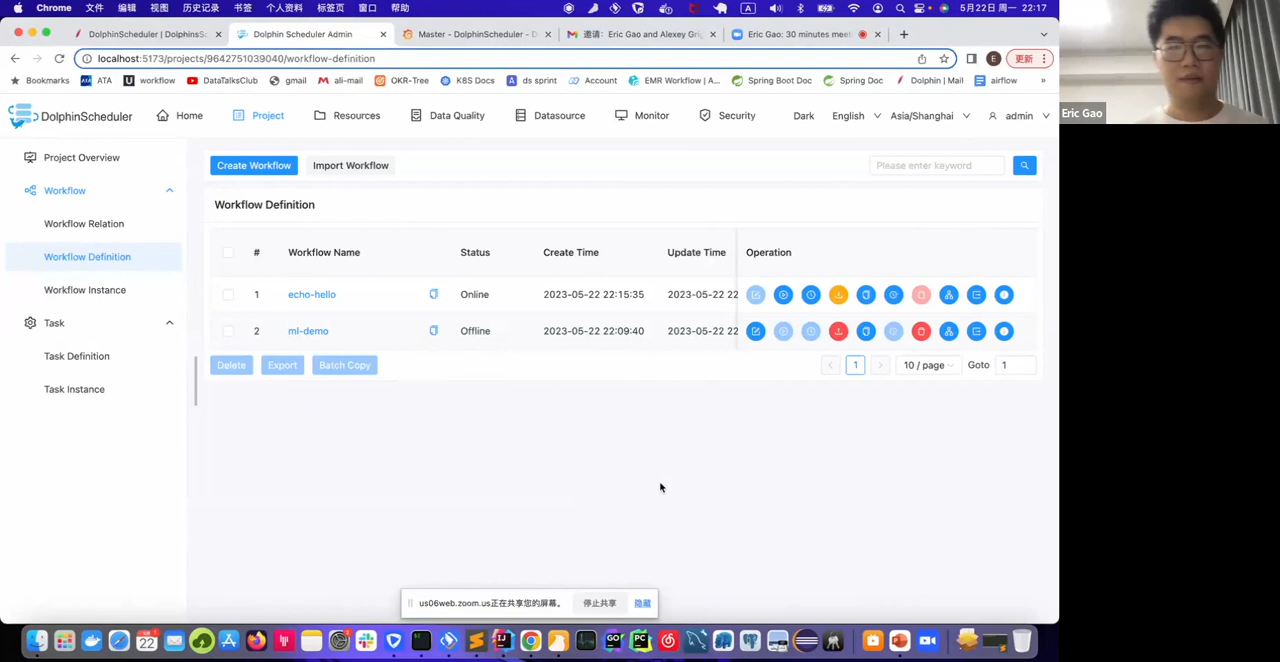 Chrome 文件 编辑 视图 历史记录 书签 个人资料 标签页 窗口 帮助 A 5月22日 周一 22:17
DolphinScheduler | DolphinSc Dolphin Scheduler Admin Master - DolphinScheduler - D 邀请: Eric Gao and Alexey Grig Eric Gao: 30 minutes meet
localhost:5173/projects/9642751039040/workflow-definition E 更新
Bookmarks ATA workflow DataTalksClub gmail ali-mail OKR-Tree K8S Docs ds sprint Account EMR Workflow | A... Spring Boot Doc Spring Doc Dolphin | Mail airflow »
DolphinScheduler Home Project Resources Data Quality Datasource Monitor Security Dark English Asia/Shanghai admin
Eric Gao
Project Overview
Workflow
Workflow Relation
Workflow Definition
Workflow Instance
Task
Task Definition
Task Instance
Create Workflow Import Workflow Please enter keyword
Workflow Definition
# Workflow Name Status Create Time Update Time Operation
1 echo-hello Online 2023-05-22 22:15:35 2023-05-22 22
2 ml-demo Offline 2023-05-22 22:09:40 2023-05-22 22
Delete Export Batch Copy 1 10 / page Goto 1
us06web.zoom.us正在共享您的屏幕。 停止共享 隐藏
22 GO PC